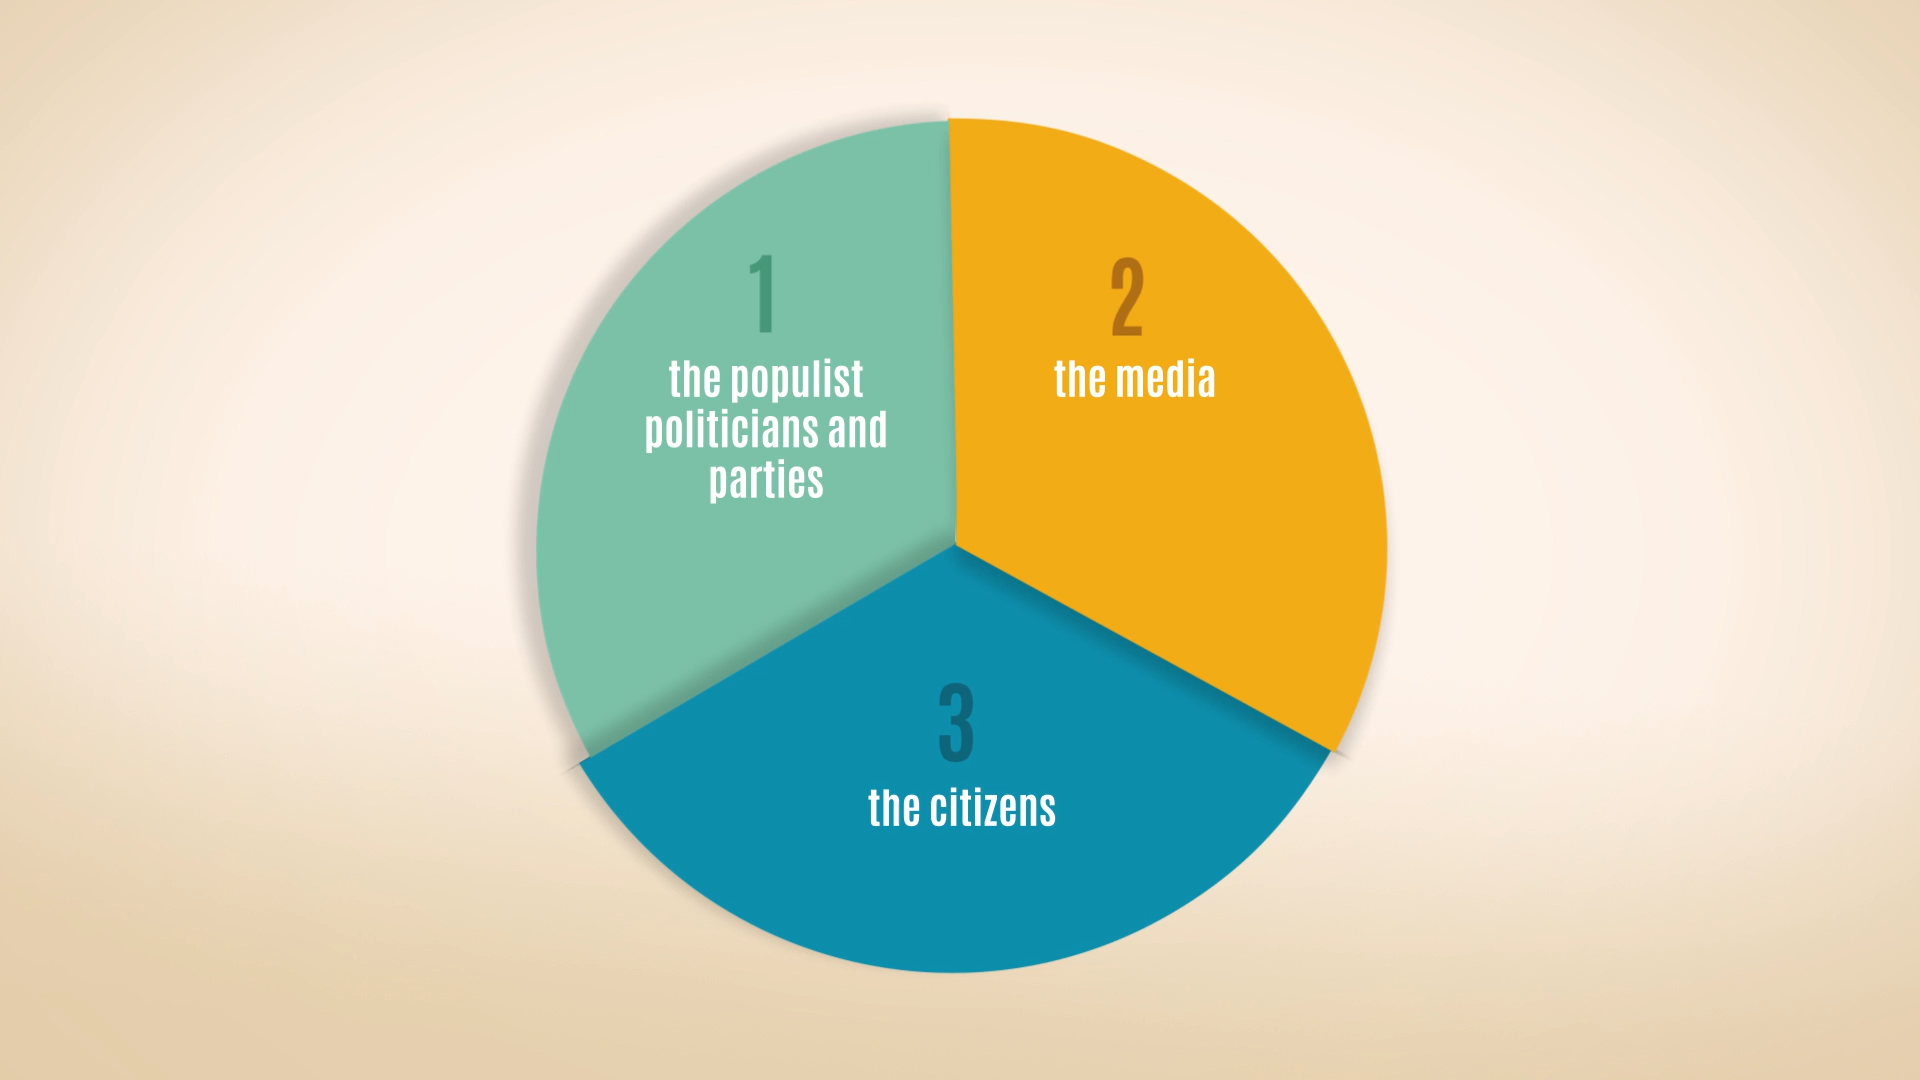 1
the populist
politicians and
parties
2
the media
3
the citizens